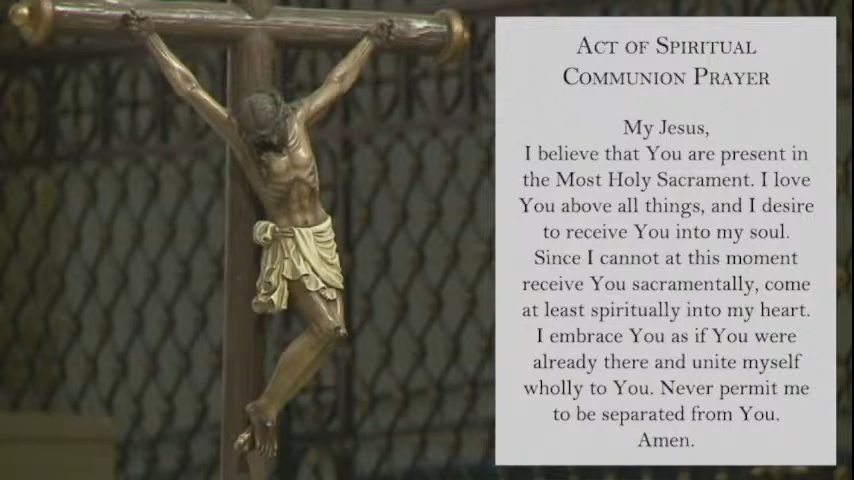 Act of Spiritual
Communion Prayer
My Jesus,
I believe that You are present in
the Most Holy Sacrament. I love
You above all things, and I desire
to receive You into my soul.
Since I cannot at this moment
receive You sacramentally, come
at least spiritually into my heart.
I embrace You as if You were
already there and unite myself
wholly to You. Never permit me
to be separated from You.
Amen.